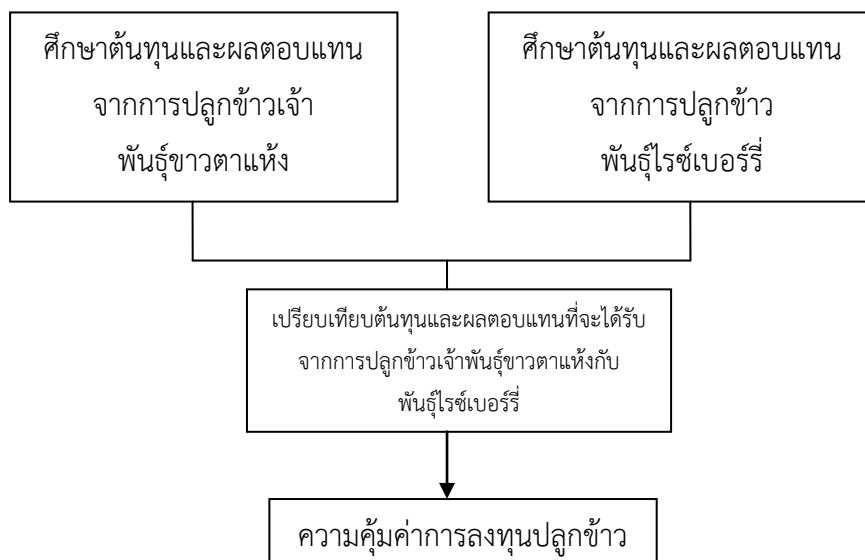 ศึกษาต้นทุนและผลตอบแทน
จากการปลูกข้าวเจ้า
พันธุ์ขาวตาแห้ง
ศึกษาต้นทุนและผลตอบแทน
จากการปลูกข้าว
พันธุ์ไรซ์เบอร์รี่
เปรียบเทียบต้นทุนและผลตอบแทนที่จะได้รับ
จากการปลูกข้าวเจ้าพันธุ์ขาวตาแห้งกับ
พันธุ์ไรซ์เบอร์รี่
ความคุ้มค่าการลงทุนปลูกข้าว